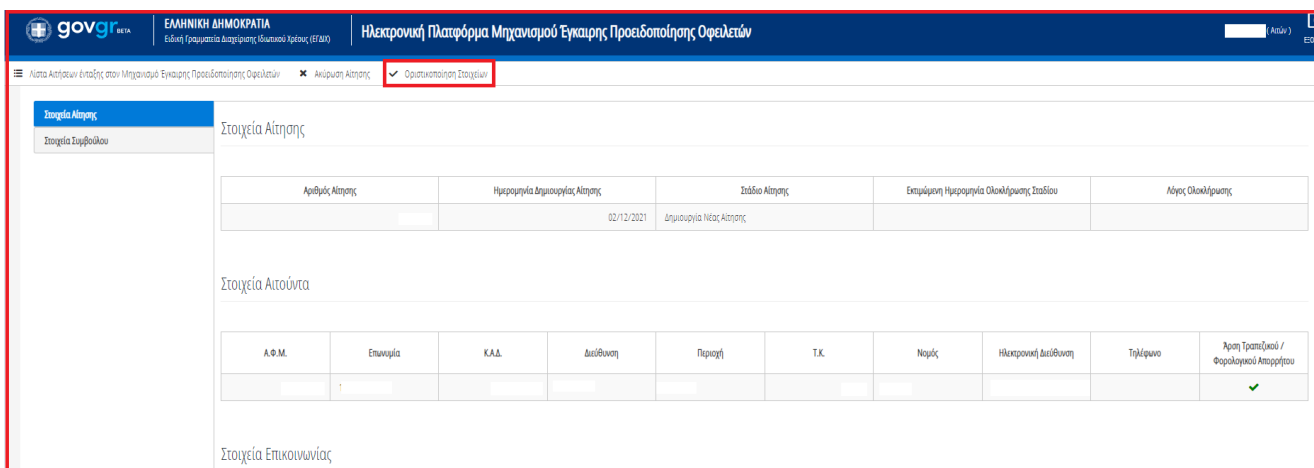 govgr BETA
ΕΛΛΗΝΙΚΗ ΔΗΜΟΚΡΑΤΙΑ
Ειδική Γραμματεία Διαχείρισης Ιδιωτικού Χρέους (ΕΓΔΙΧ)
Ηλεκτρονική Πλατφόρμα Μηχανισμού Έγκαιρης Προειδοποίησης Οφειλετών
( Αιτών )
Λίστα Αιτήσεων ένταξης στον Μηχανισμό Έγκαιρης Προειδοποίησης Οφειλετών Ακύρωση Αίτησης Οριστικοποίηση Στοιχείων
Στοιχεία Αίτησης
Στοιχεία Συμβούλου
Στοιχεία Αίτησης
Αριθμός Αίτησης Ημερομηνία Δημιουργίας Αίτησης Στάδιο Αίτησης Εκτιμώμενη Ημερομηνία Ολοκλήρωσης Σταδίου Λόγος Ολοκλήρωσης
02/12/2021 Δημιουργία Νέας Αίτησης
Στοιχεία Αιτούντα
Α.Φ.Μ. Επωνυμία Κ.Α.Δ. Διεύθυνση Περιοχή Τ.Κ. Νομός Ηλεκτρονική Διεύθυνση Τηλέφωνο Άρση Τραπεζικού / Φορολογικού Απορρήτου
Στοιχεία Επικοινωνίας